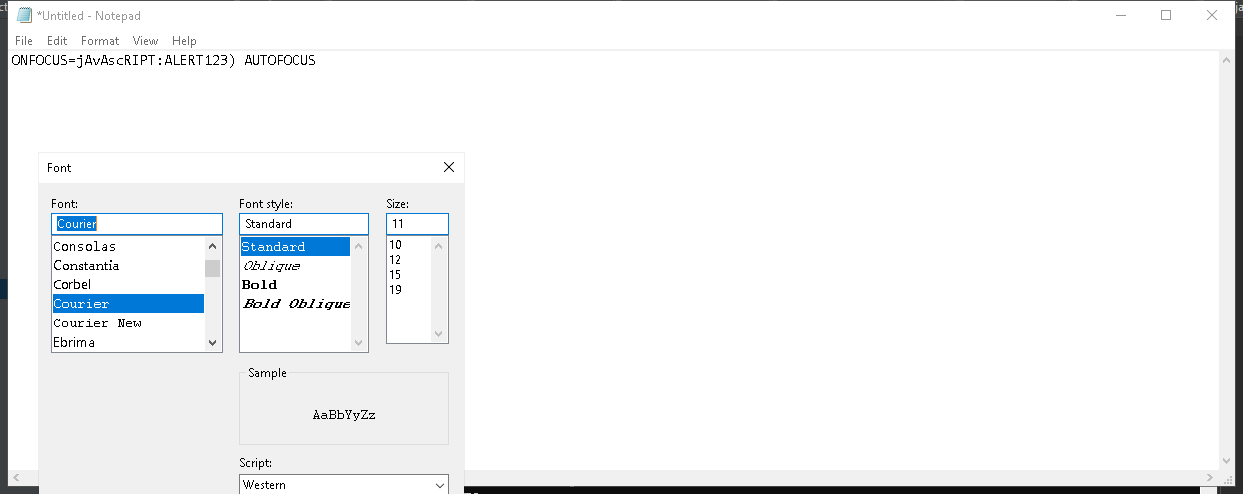 *Untitled - Notepad
File Edit Format View Help
ONFOCUS=jAvAscRIPT:ALERT123) AUTOFOCUS
Font
Font: Font style: Size:
Courier Standard 11
Consolas Standard 10
Constantia Oblique 12
Corbel Bold 15
Courier Bold Oblique 19
Courier New
Ebrima
Sample
AaBbYyZz
Script:
Western